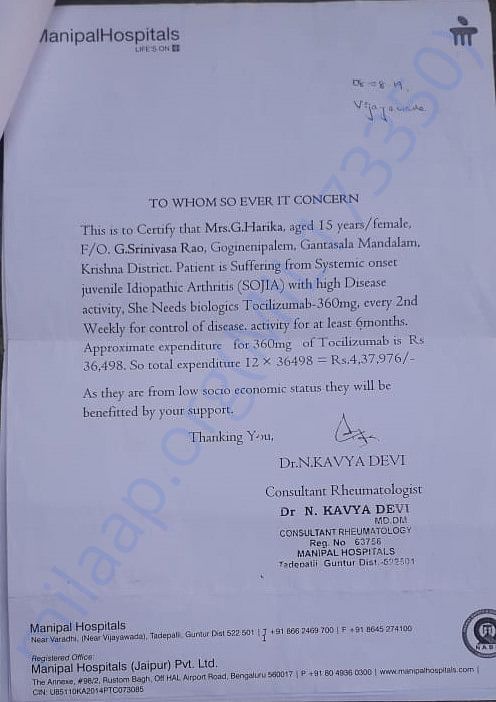 ManipalHospitals
LIFE'S ON
08-08-19.
Vijayawada
TO WHOM SO EVER IT CONCERN
This is to Certify that Mrs.G.Harika, aged 15 years/female,
F/O. G.Srinivasa Rao, Goginenipalem, Gantasala Mandalam,
Krishna District. Patient is Suffering from Systemic onset
juvenile Idiopathic Arthritis (SOJIA) with high Disease
activity, She Needs biologics Tocilizumab-360mg, every 2nd
Weekly for control of disease. activity for at least 6months.
Approximate expenditure for 360mg of Tocilizumab is Rs
36,498. So total expenditure 12 × 36498 = Rs.4,37,976/-
As they are from low socio economic status they will be
benefitted by your support.
Thanking You,
Dr.N.KAVYA DEVI
Consultant Rheumatologist
Dr N. KAVYA DEVI
MD.DM.
CONSULTANT RHEUMATOLOGY
Reg. No 63756
MANIPAL HOSPITALS
Tadepalli Guntur Dist.-522501
Manipal Hospitals
Near Varadhi, (Near Vijayawada), Tadepalli, Guntur Dist 522 501 | T +91 866 2469 700 | F +91 8645 274100
Registered Office:
Manipal Hospitals (Jaipur) Pvt. Ltd.
The Annexe, #98/2, Rustom Bagh, Off HAL Airport Road, Bengaluru 560017 | P +91 80 4936 0300 | www.manipalhospitals.com |
CIN: U85110KA2014PTC073085
NAB
milaap.org